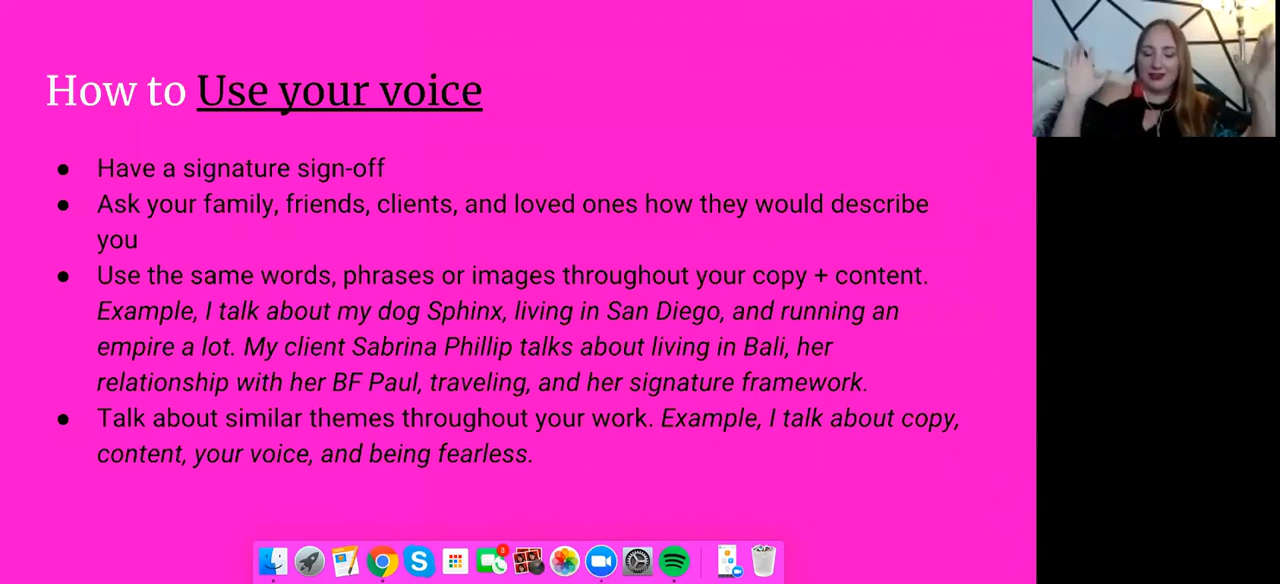 How to Use your voice
● Have a signature sign-off
● Ask your family, friends, clients, and loved ones how they would describe
you
● Use the same words, phrases or images throughout your copy + content.
Example, I talk about my dog Sphinx, living in San Diego, and running an
empire a lot. My client Sabrina Phillip talks about living in Bali, her
relationship with her BF Paul, traveling, and her signature framework.
● Talk about similar themes throughout your work. Example, I talk about copy,
content, your voice, and being fearless.
3